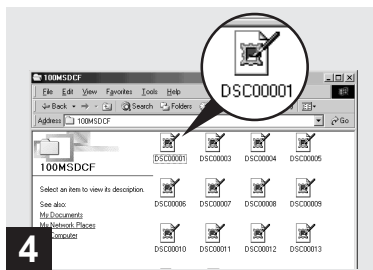 DSC00001
100MSDCF
File Edit View Favorites Tools Help
Back Search Folders
Address 100MSDCF Go
100MSDCF
Select an item to view its description.
See also:
My Documents
My Network Places
Computer
DSC00001 DSC00003 DSC00004 DSC00005
DSC00006 DSC00007 DSC00008 DSC00009
DSC00010 DSC00011 DSC00012 DSC00013
4